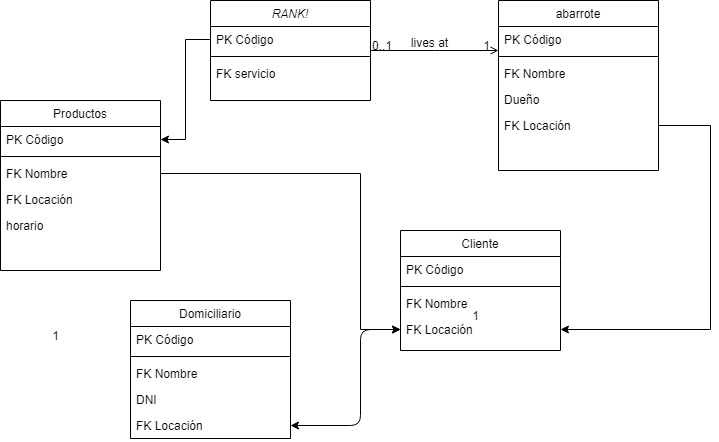 RANK!
PK Código
FK servicio
0..1
lives at
1
abarrote
PK Código
FK Nombre
Dueño
FK Locación
Productos
PK Código
FK Nombre
FK Locación
horario
Cliente
PK Código
FK Nombre
1
FK Locación
1
Domiciliario
PK Código
FK Nombre
DNI
FK Locación